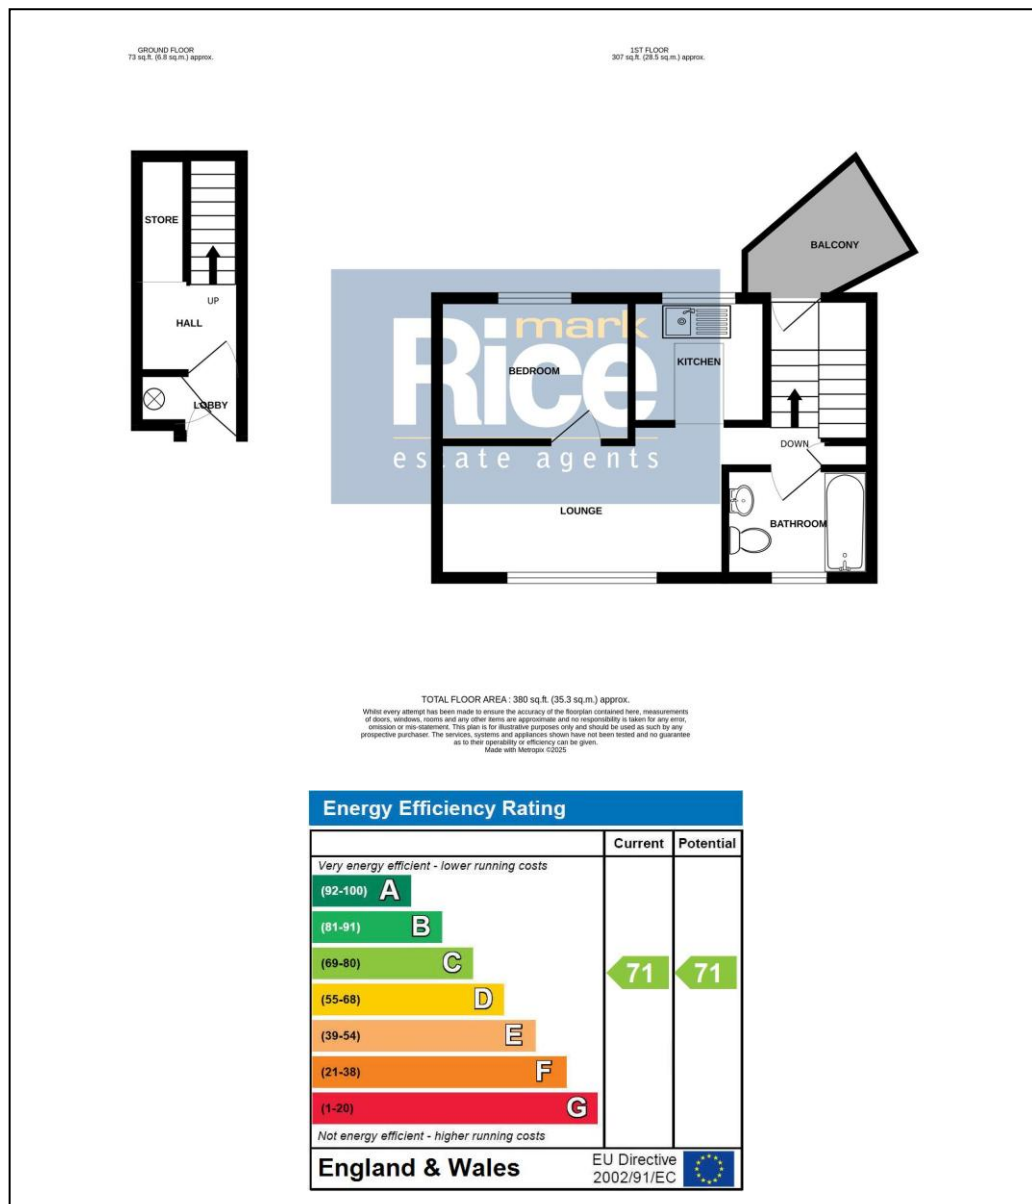 GROUND FLOOR
73 sq.ft. (6.8 sq.m.) approx.
1ST FLOOR
307 sq.ft. (28.5 sq.m.) approx.
STORE
UP
HALL
LOBBY
BALCONY
mark
Rice
estate agents
BEDROOM
KITCHEN
DOWN
LOUNGE
BATHROOM
TOTAL FLOOR AREA : 380 sq.ft. (35.3 sq.m.) approx.
Whilst every attempt has been made to ensure the accuracy of the floorplan contained here, measurements
of doors, windows, rooms and any other items are approximate and no responsibility is taken for any error,
omission or mis-statement. This plan is for illustrative purposes only and should be used as such by any
prospective purchaser. The services, systems and appliances shown have not been tested and no guarantee
as to their operability or efficiency can be given.
Made with Metropix ©2025
Energy Efficiency Rating
Current Potential
Very energy efficient - lower running costs
(92-100) A
(81-91) B
(69-80) C
71 71
(55-68) D
(39-54) E
(21-38) F
(1-20) G
Not energy efficient - higher running costs
England & Wales
EU Directive
2002/91/EC